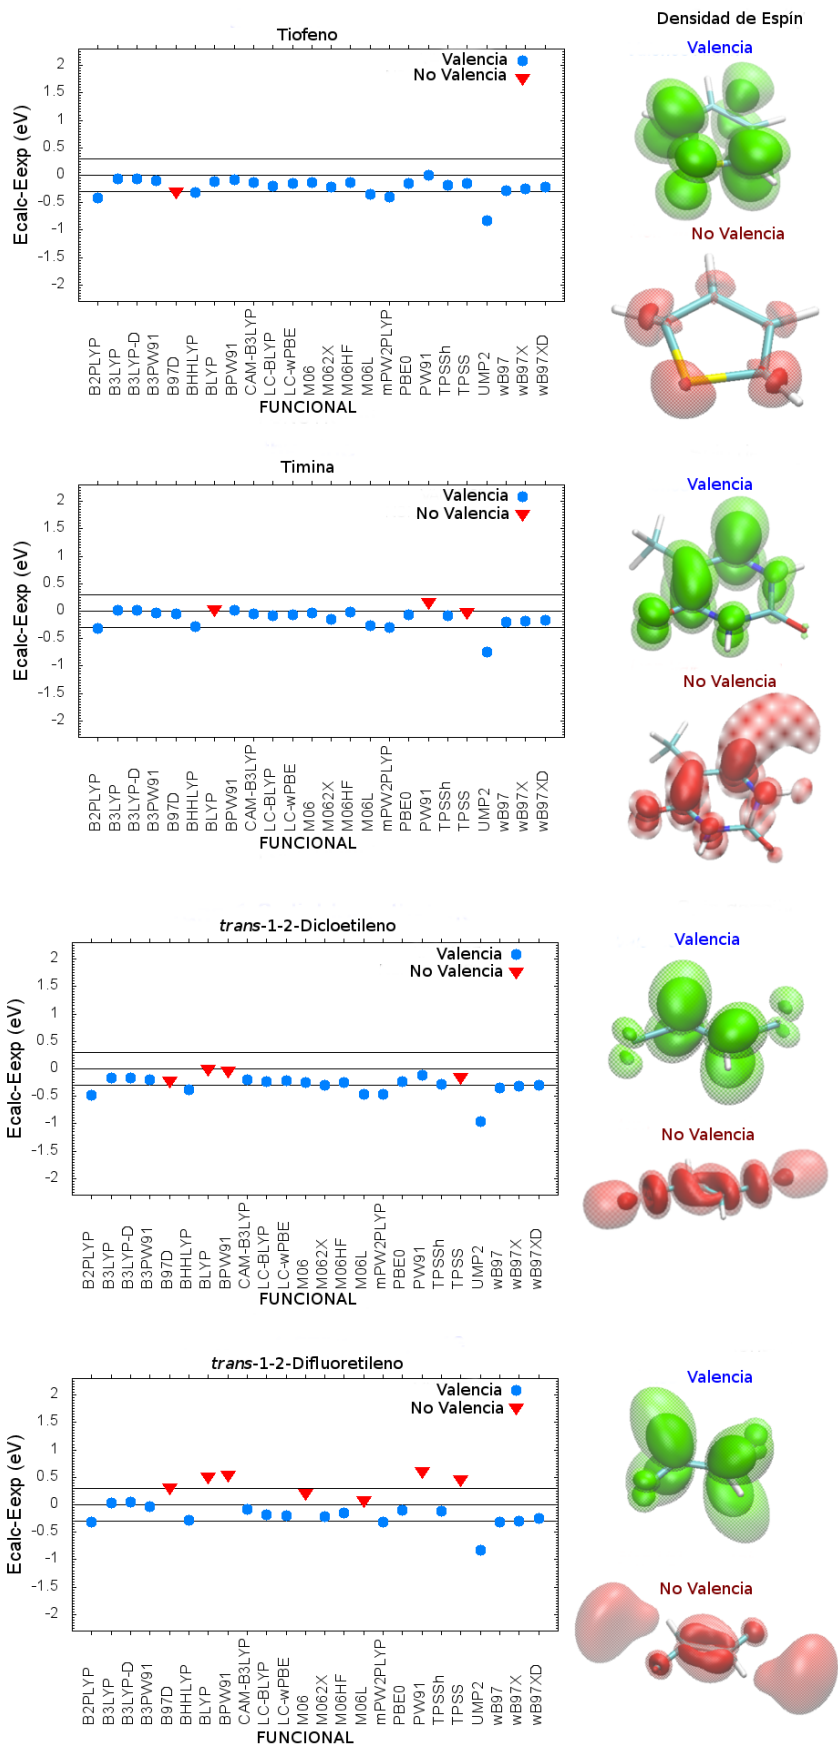 Tiofeno
Densidad de Espín
Valencia
No Valencia
Ecalc-Eexp (eV)
2
1.5
1
0.5
0
-0.5
-1
-1.5
-2
B2PLYP
B3LYP
B3LYP-D
B3PW91
B97D
BHHLYP
BLYP
BPW91
CAM-B3LYP
LC-BLYP
LC-wPBE
M06
M062X
M06HF
M06L
mPW2PLYP
PBE0
PW91
TPSSh
TPSS
UMP2
wB97
wB97X
wB97XD
FUNCIONAL
Valencia
No Valencia
Timina
Valencia
No Valencia
Ecalc-Eexp (eV)
2
1.5
1
0.5
0
-0.5
-1
-1.5
-2
B2PLYP
B3LYP
B3LYP-D
B3PW91
B97D
BHHLYP
BLYP
BPW91
CAM-B3LYP
LC-BLYP
LC-wPBE
M06
M062X
M06HF
M06L
mPW2PLYP
PBE0
PW91
TPSSh
TPSS
UMP2
wB97
wB97X
wB97XD
FUNCIONAL
Valencia
No Valencia
trans-1-2-Dicloetileno
Valencia
No Valencia
Ecalc-Eexp (eV)
2
1.5
1
0.5
0
-0.5
-1
-1.5
-2
B2PLYP
B3LYP
B3LYP-D
B3PW91
B97D
BHHLYP
BLYP
BPW91
CAM-B3LYP
LC-BLYP
LC-wPBE
M06
M062X
M06HF
M06L
mPW2PLYP
PBE0
PW91
TPSSh
TPSS
UMP2
wB97
wB97X
wB97XD
FUNCIONAL
Valencia
No Valencia
trans-1-2-Difluoretileno
Valencia
No Valencia
Ecalc-Eexp (eV)
2
1.5
1
0.5
0
-0.5
-1
-1.5
-2
B2PLYP
B3LYP
B3LYP-D
B3PW91
B97D
BHHLYP
BLYP
BPW91
CAM-B3LYP
LC-BLYP
LC-wPBE
M06
M062X
M06HF
M06L
mPW2PLYP
PBE0
PW91
TPSSh
TPSS
UMP2
wB97
wB97X
wB97XD
FUNCIONAL
Valencia
No Valencia